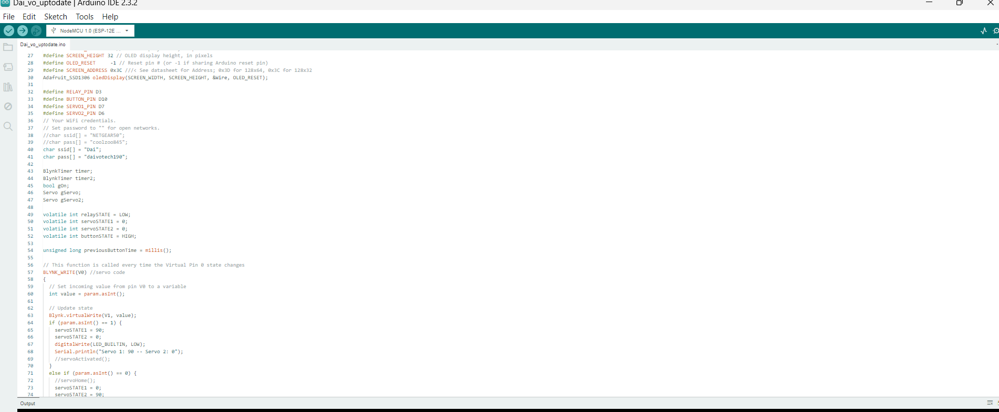 Dai_vo_uptodate | Arduino IDE 2.3.2
File Edit Sketch Tools Help
NodeMCU 1.0 (ESP-12E ...
Dai_vo_uptodate.ino
27 #define SCREEN_HEIGHT 32 // OLED display height, in pixels
28 #define OLED_RESET -1 // Reset pin # (or -1 if sharing Arduino reset pin)
29 #define SCREEN_ADDRESS 0x3C ///< See datasheet for Address; 0x3D for 128x64, 0x3C for 128x32
30 Adafruit_SSD1306 oledDisplay(SCREEN_WIDTH, SCREEN_HEIGHT, &Wire, OLED_RESET);
31
32 #define RELAY_PIN D3
33 #define BUTTON_PIN D10
34 #define SERVO1_PIN D7
35 #define SERVO2_PIN D6
36 // Your WiFi credentials.
37 // Set password to "" for open networks.
38 //char ssid[] = "NETGEAR50";
39 //char pass[] = "coolzoo845";
40 char ssid[] = "Dai";
41 char pass[] = "daivotech190";
42
43 BlynkTimer timer;
44 BlynkTimer timer2;
45 bool gOn;
46 Servo gServo;
47 Servo gServo2;
48
49 volatile int relaySTATE = LOW;
50 volatile int servoSTATE1 = 0;
51 volatile int servoSTATE2 = 0;
52 volatile int buttonSTATE = HIGH;
53
54 unsigned long previousButtonTime = millis();
55
56 // This function is called every time the Virtual Pin 0 state changes
57 BLYNK_WRITE(V0) //servo code
58 {
59 // Set incoming value from pin V0 to a variable
60 int value = param.asInt();
61
62 // Update state
63 Blynk.virtualWrite(V1, value);
64 if (param.asInt() == 1) {
65 servoSTATE1 = 90;
66 servoSTATE2 = 0;
67 digitalWrite(LED_BUILTIN, LOW);
68 Serial.println("Servo 1: 90 -- Servo 2: 0");
69 //servoActivated();
70 }
71 else if (param.asInt() == 0) {
72 //servoHome();
73 servoSTATE1 = 0;
74 servoSTATE2 = 90;
Output